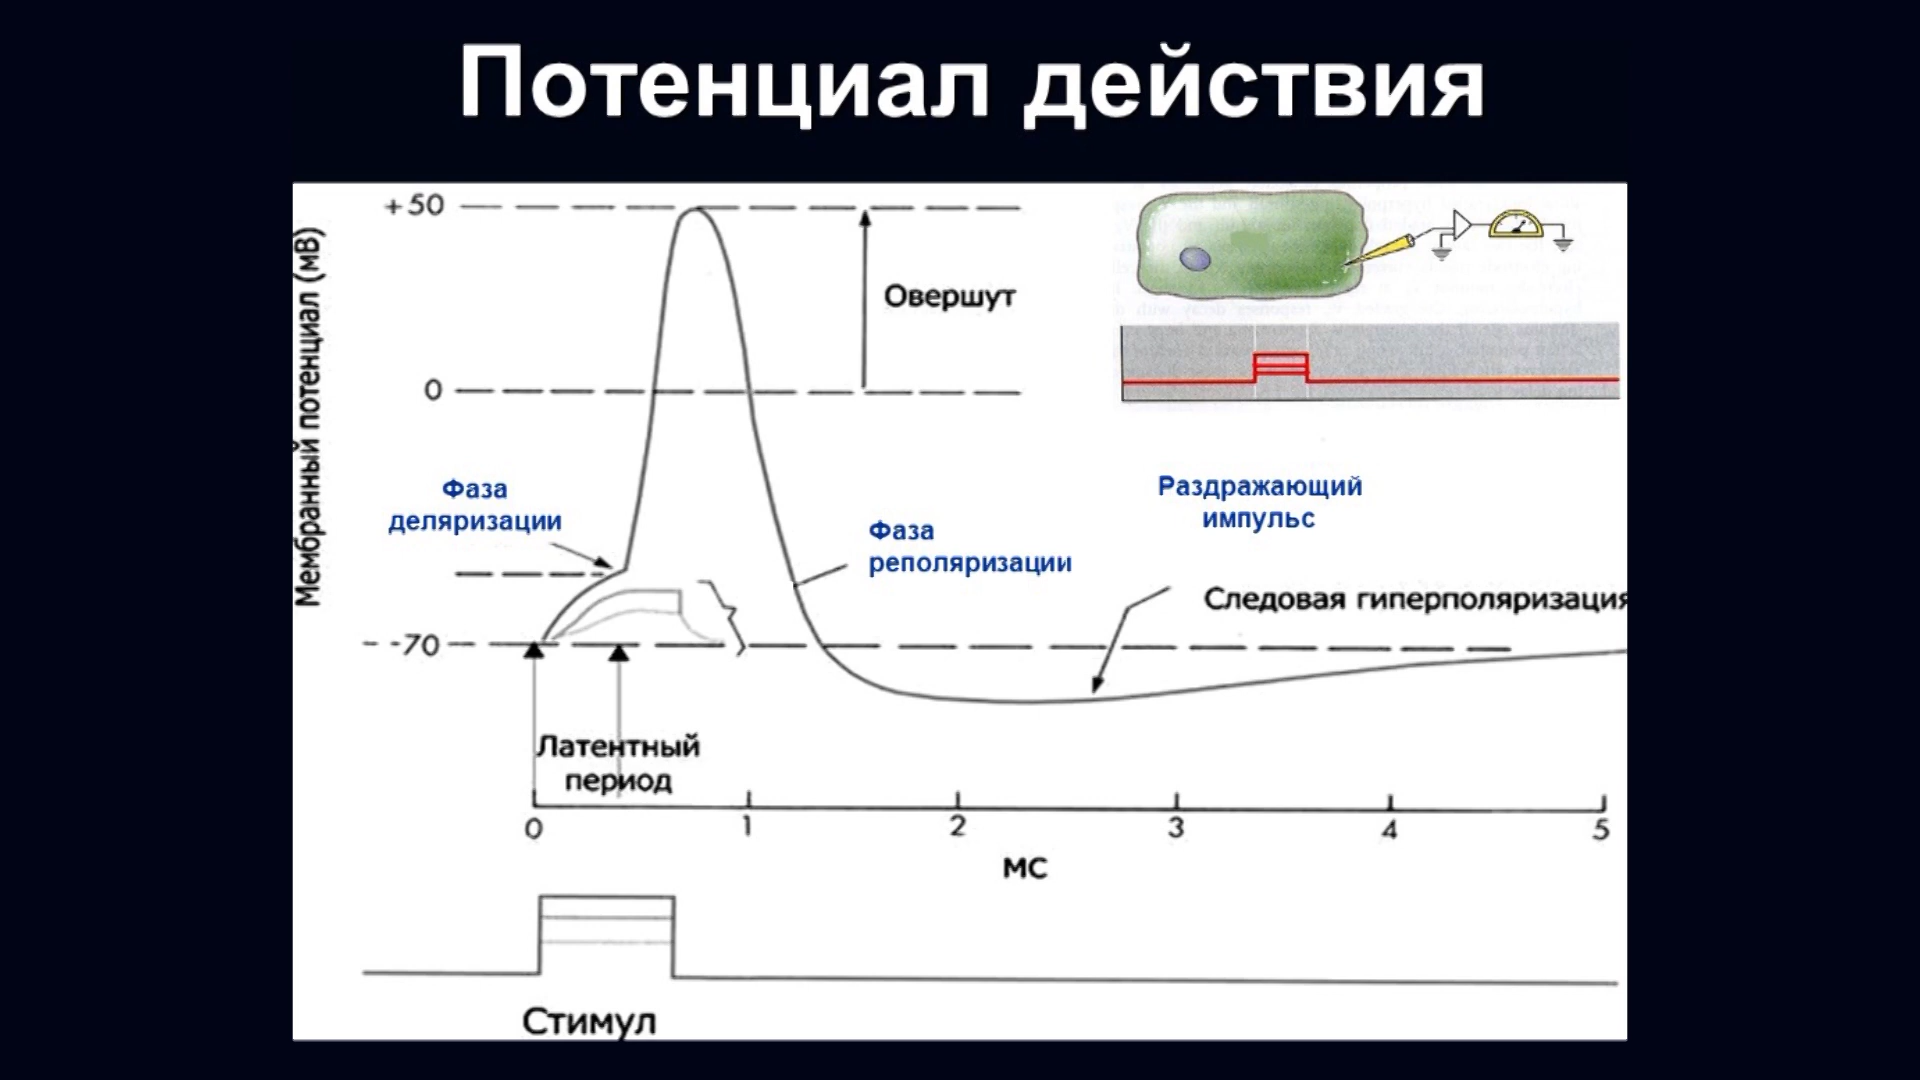 Потенциал действия
+50
Мембранный потенциал (мВ)
Овершут
0
Фаза
деляризации
Фаза
реполяризации
Раздражающий
импульс
Следовая гиперполяризация
-70
Латентный
период
0 1 2 3 4 5
мс
Стимул